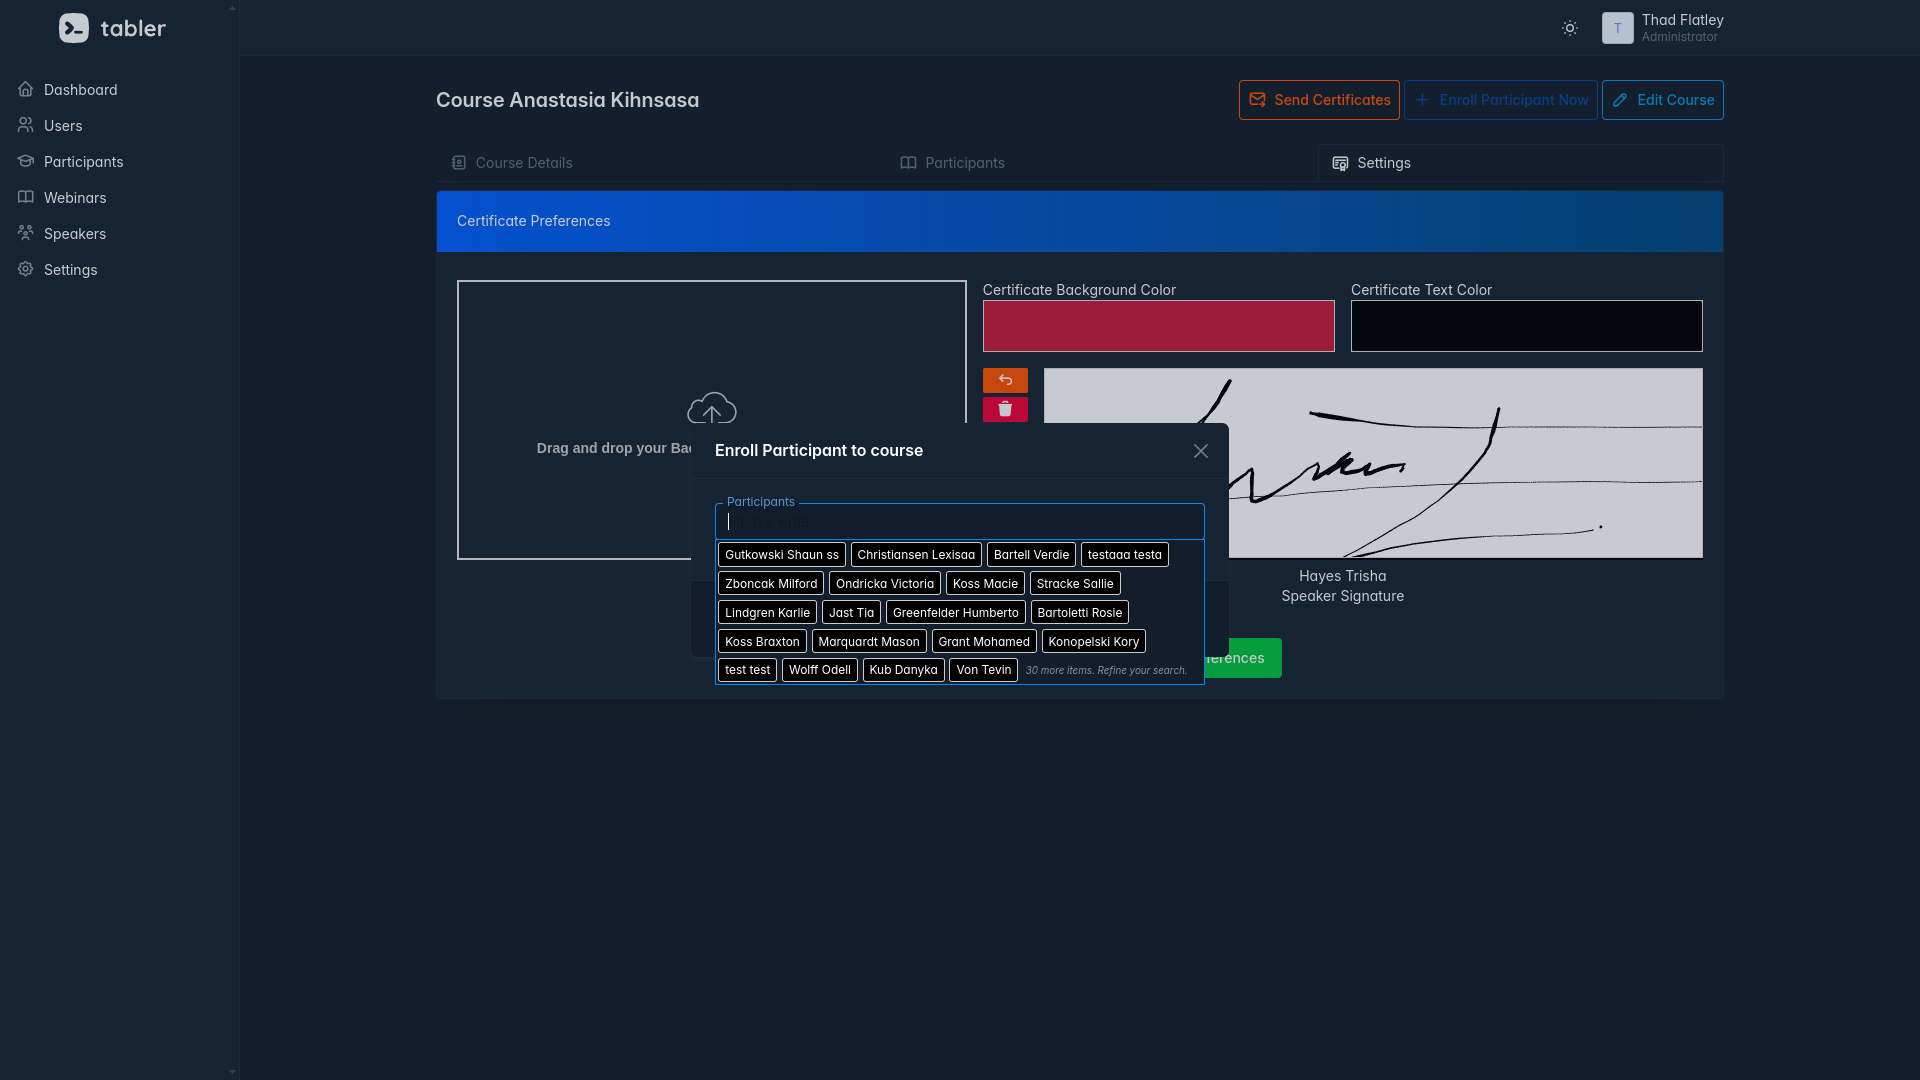 tabler
Thad Flatley
T
Administrator
Dashboard
Users
Participants
Webinars
Speakers
Settings
Course Anastasia Kihnsasa
Send Certificates
Enroll Participant Now
Edit Course
Course Details
Participants
Settings
Certificate Preferences
Certificate Background Color
Certificate Text Color
Drag and drop your Ba
Enroll Participant to course
Participants
Please write..
Gutkowski Shaun ss
Christiansen Lexisaa
Bartell Verdie
testaaa testa
Zboncak Milford
Ondricka Victoria
Koss Macie
Stracke Sallie
Lindgren Karlie
Jast Tia
Greenfelder Humberto
Bartoletti Rosie
Koss Braxton
Marquardt Mason
Grant Mohamed
Konopelski Kory
test test
Wolff Odell
Kub Danyka
Von Tevin
30 more items. Refine your search.
Hayes Trisha
Speaker Signature
erences